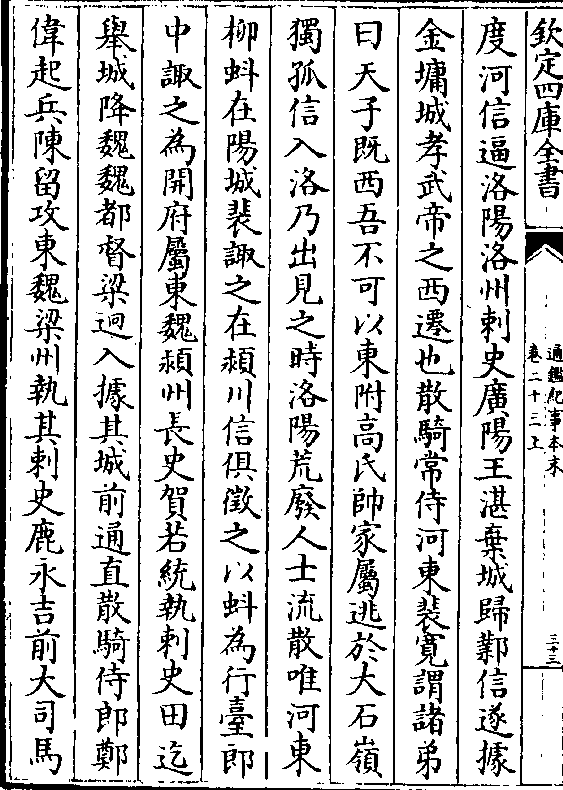 欽定四庫全書
通鑑紀事本末
卷二十三上
三十三
度河信逼洛陽洛州刺史廣陽王湛棄城歸鄴信遂據
金墉城孝武帝之西遷也散騎常侍河東裴寛謂諸弟
曰天子既西吾不可以東附高氏帥家屬逃於大石嶺
獨孤信入洛乃出見之時洛陽荒廢人士流散唯河東
柳蚪在陽城裴諏之在潁川信俱徵之以蚪為行臺郎
中諏之為開府屬東魏潁州長史賀若統執刺史田迄
舉城降魏魏都督梁迥入據其城前通直散騎侍郎鄭
偉起兵陳留攻東魏梁州執其刺史鹿永吉前大司馬